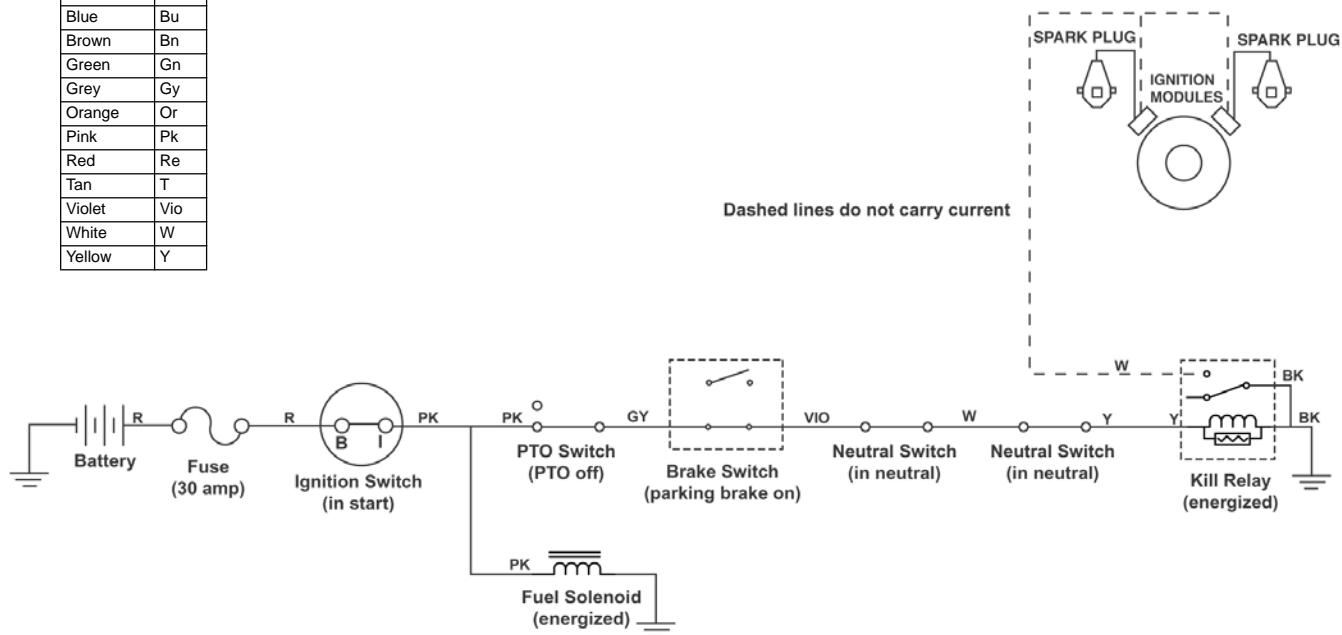 Blue Bu
Brown Bn
Green Gn
Grey Gy
Orange Or
Pink Pk
Red Re
Tan T
Violet Vio
White W
Yellow Y
SPARK PLUG
SPARK PLUG
IGNITION
MODULES
Dashed lines do not carry current
W
BK
R
R
PK
PK
GY
VIO
W
Y
Y
BK
B I
Battery
Fuse
(30 amp)
Ignition Switch
(in start)
PTO Switch
(PTO off)
Brake Switch
(parking brake on)
Neutral Switch
(in neutral)
Neutral Switch
(in neutral)
Kill Relay
(energized)
PK
Fuel Solenoid
(energized)